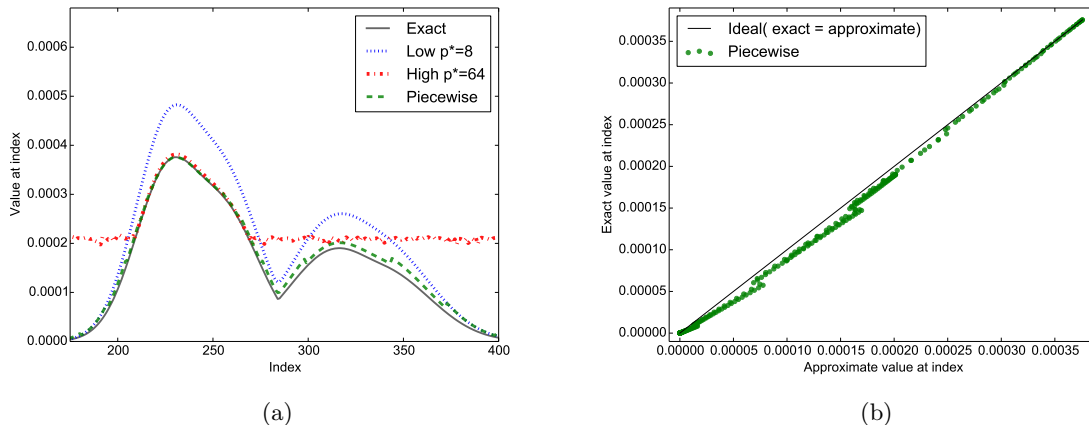 0.0006
0.0005
0.0004
0.0003
0.0002
0.0001
0.0
Value at index
200
250
300
350
400
Index
Exact
Low p*=8
High p*=64
Piecewise
(a)
0.00035
0.00030
0.00025
0.00020
0.00015
0.00010
0.00005
0.00000
Exact value at index
0.00000 0.00005 0.00010 0.00015 0.00020 0.00025 0.00030 0.00035
Approximate value at index
Ideal( exact = approximate)
Piecewise
(b)